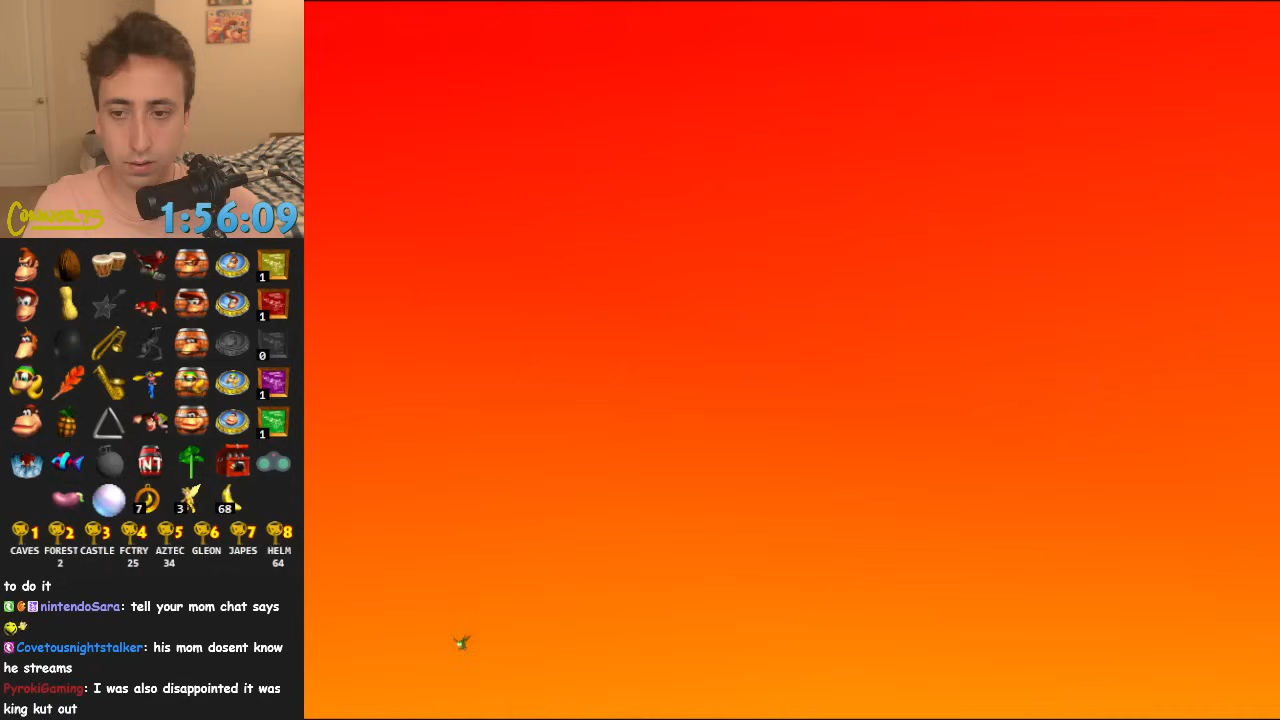 CONNOR75
1:56:09
1
1
0
1
1
NT
7
3
68
1
2
3
4
5
6
7
8
CAVES FOREST CASTLE FCTRY AZTEC GLEON JAPES HELM
2 25 34 64
to do it
nintendoSara: tell your mom chat says
Covetousnightstalker: his mom dosent know
he streams
PyrokiGaming: I was also disappointed it was
king kut out